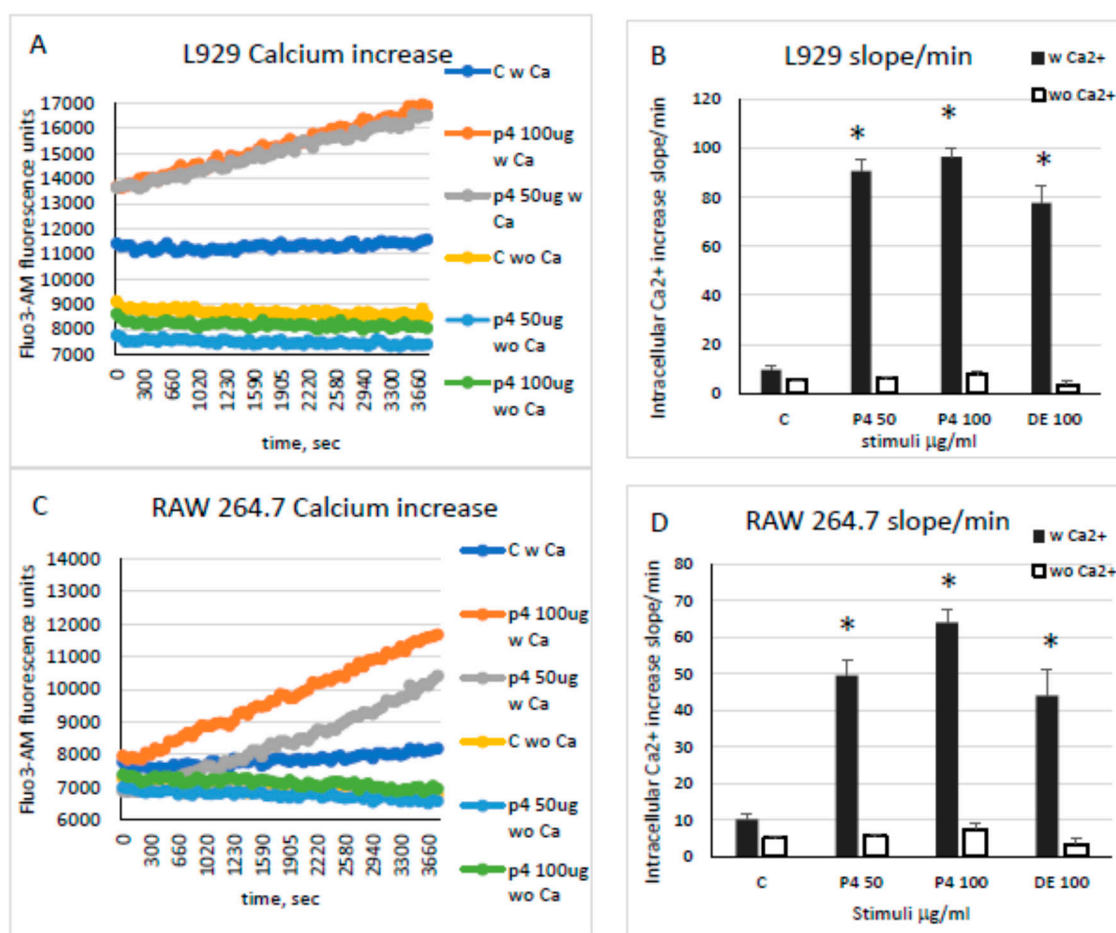 A
L929 Calcium increase
Fluo3-AM fluorescence units
17000
16000
15000
14000
13000
12000
11000
10000
9000
8000
7000
0 300 660 1020 1230 1590 1905 2220 2580 2940 3300 3660
time, sec
C w Ca
p4 100ug
w Ca
p4 50ug w
Ca
C wo Ca
p4 50ug
wo Ca
p4 100ug
wo Ca
B
L929 slope/min
w Ca2+
wo Ca2+
Intracellular Ca2+ increase slope/min
120
100
80
60
40
20
0
* * *
C P4 50 P4 100 DE 100
stimuli μg/ml
C
RAW 264.7 Calcium increase
Fluo3-AM fluorescence units
14000
13000
12000
11000
10000
9000
8000
7000
6000
0 300 660 1020 1230 1590 1905 2220 2580 2940 3300 3660
time, sec
C w Ca
p4 100ug
w Ca
p4 50ug
w Ca
C wo Ca
p4 50ug
wo Ca
p4 100ug
wo Ca
D
RAW 264.7 slope/min
w Ca2+
wo Ca2+
Intracellular Ca2+ increase slope/min
80
70
60
50
40
30
20
10
0
* * *
C P4 50 P4 100 DE 100
Stimuli μg/ml